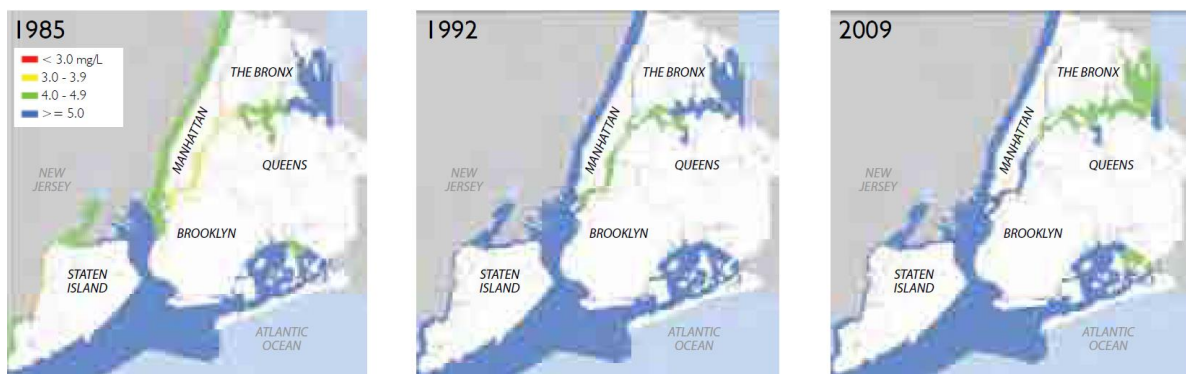 1985
< 3.0 mg/L
3.0 - 3.9
4.0 - 4.9
>= 5.0
THE BRONX
MANHATTAN
QUEENS
NEW
JERSEY
BROOKLYN
STATEN
ISLAND
ATLANTIC
OCEAN
1992
THE BRONX
MANHATTAN
QUEENS
NEW
JERSEY
BROOKLYN
STATEN
ISLAND
ATLANTIC
OCEAN
2009
THE BRONX
MANHATTAN
QUEENS
NEW
JERSEY
BROOKLYN
STATEN
ISLAND
ATLANTIC
OCEAN